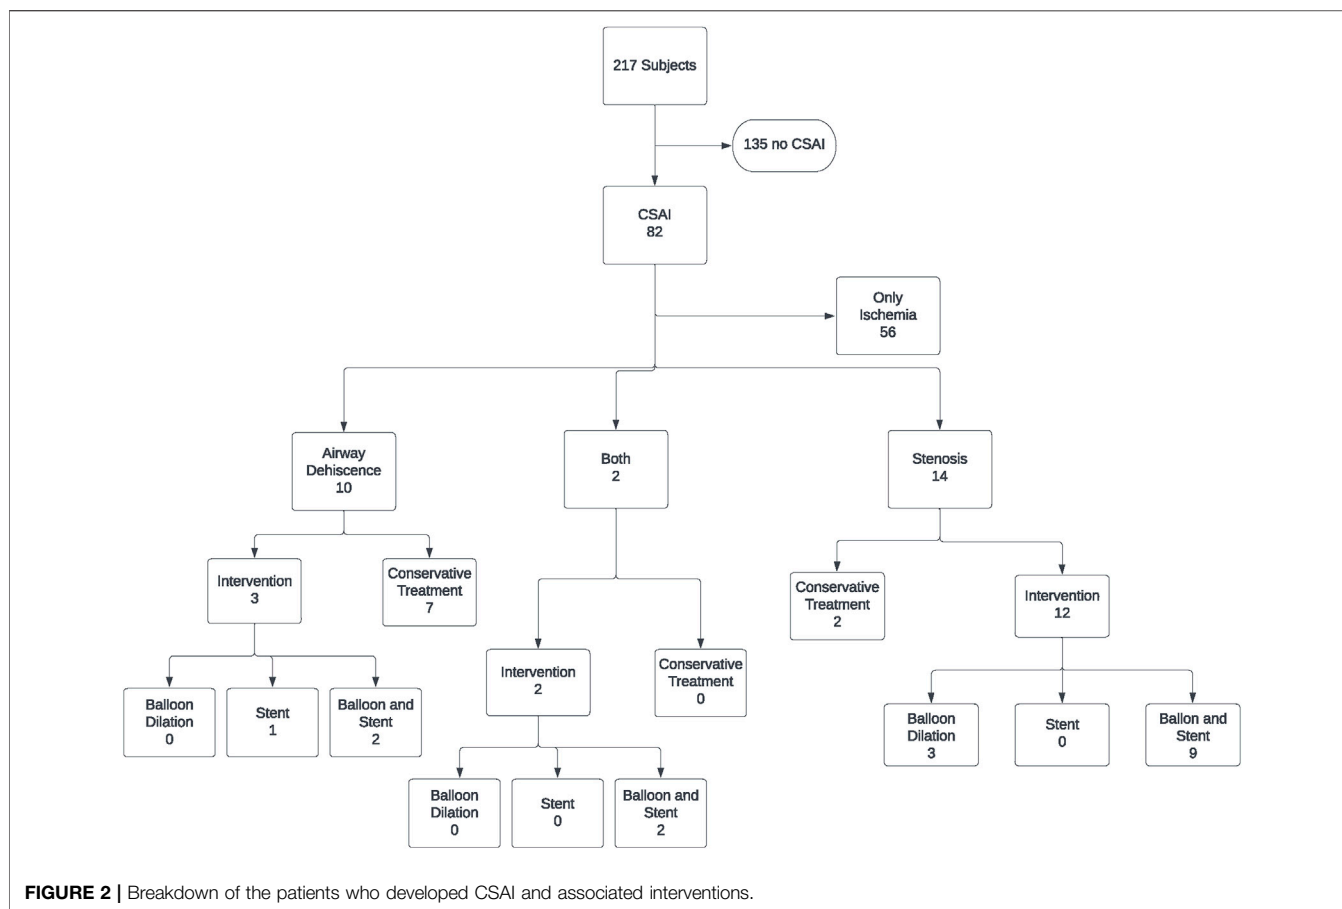 217 Subjects
135 no CSAI
CSAI
82
Only
Ischemia
56
Airway
Dehiscence
10
Both
2
Stenosis
14
Intervention
3
Conservative
Treatment
7
Conservative
Treatment
2
Intervention
12
Intervention
2
Conservative
Treatment
0
Balloon
Dilation
0
Stent
1
Balloon and
Stent
2
Balloon
Dilation
3
Stent
0
Ballon and
Stent
9
Balloon
Dilation
0
Stent
0
Balloon and
Stent
2
FIGURE 2 | Breakdown of the patients who developed CSAI and associated interventions.